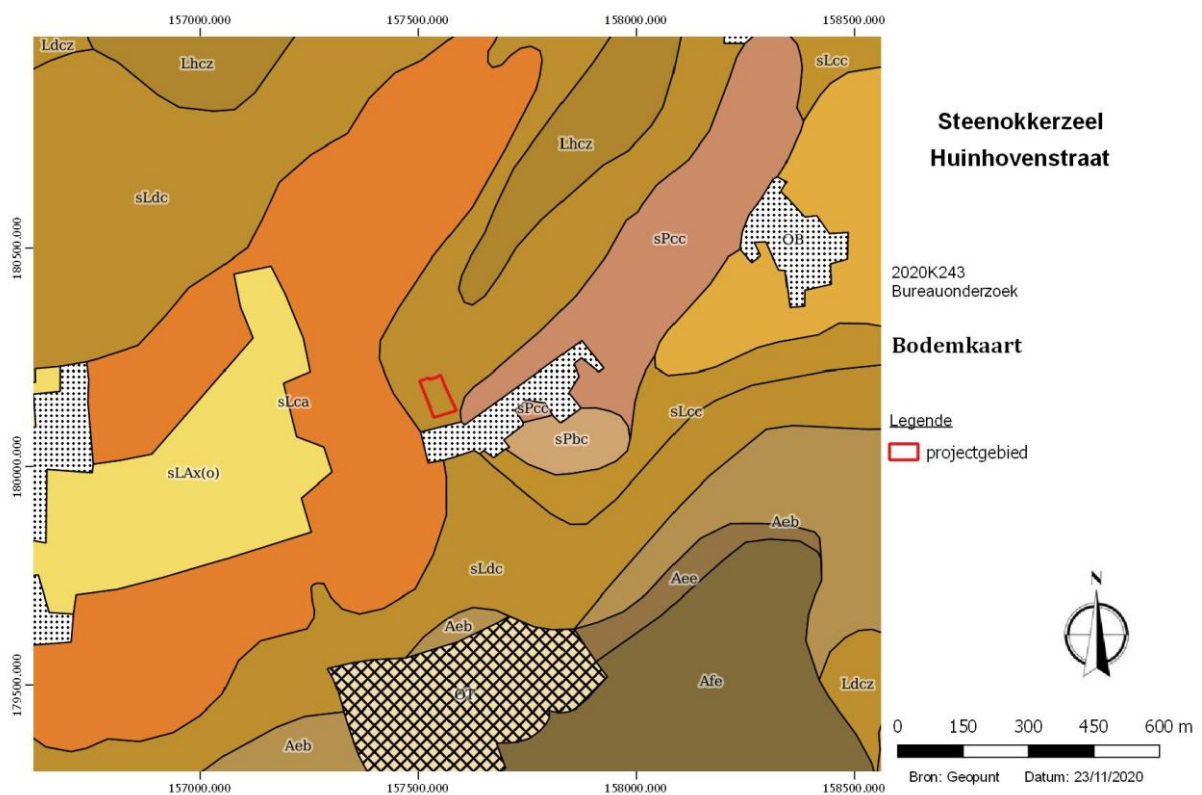 157000.000 157500.000 158000.000 158500.000
Ldcz
Lhcz
sLcc
Lhcz
sLdc
sPcc
OB
180500.000
sLca
sPcc
sLcc
sPbc
180000.000
sLAx(o)
Aeb
sLdc
Aee
Aeb
Afe
Ldcz
OT
179500.000
Aeb
157000.000 157500.000 158000.000 158500.000
Steenokkerzeel
Huinhovenstraat
2020K243
Bureauonderzoek
Bodemkaart
Legende
projectgebied
N
0 150 300 450 600 m
Bron: Geopunt Datum: 23/11/2020